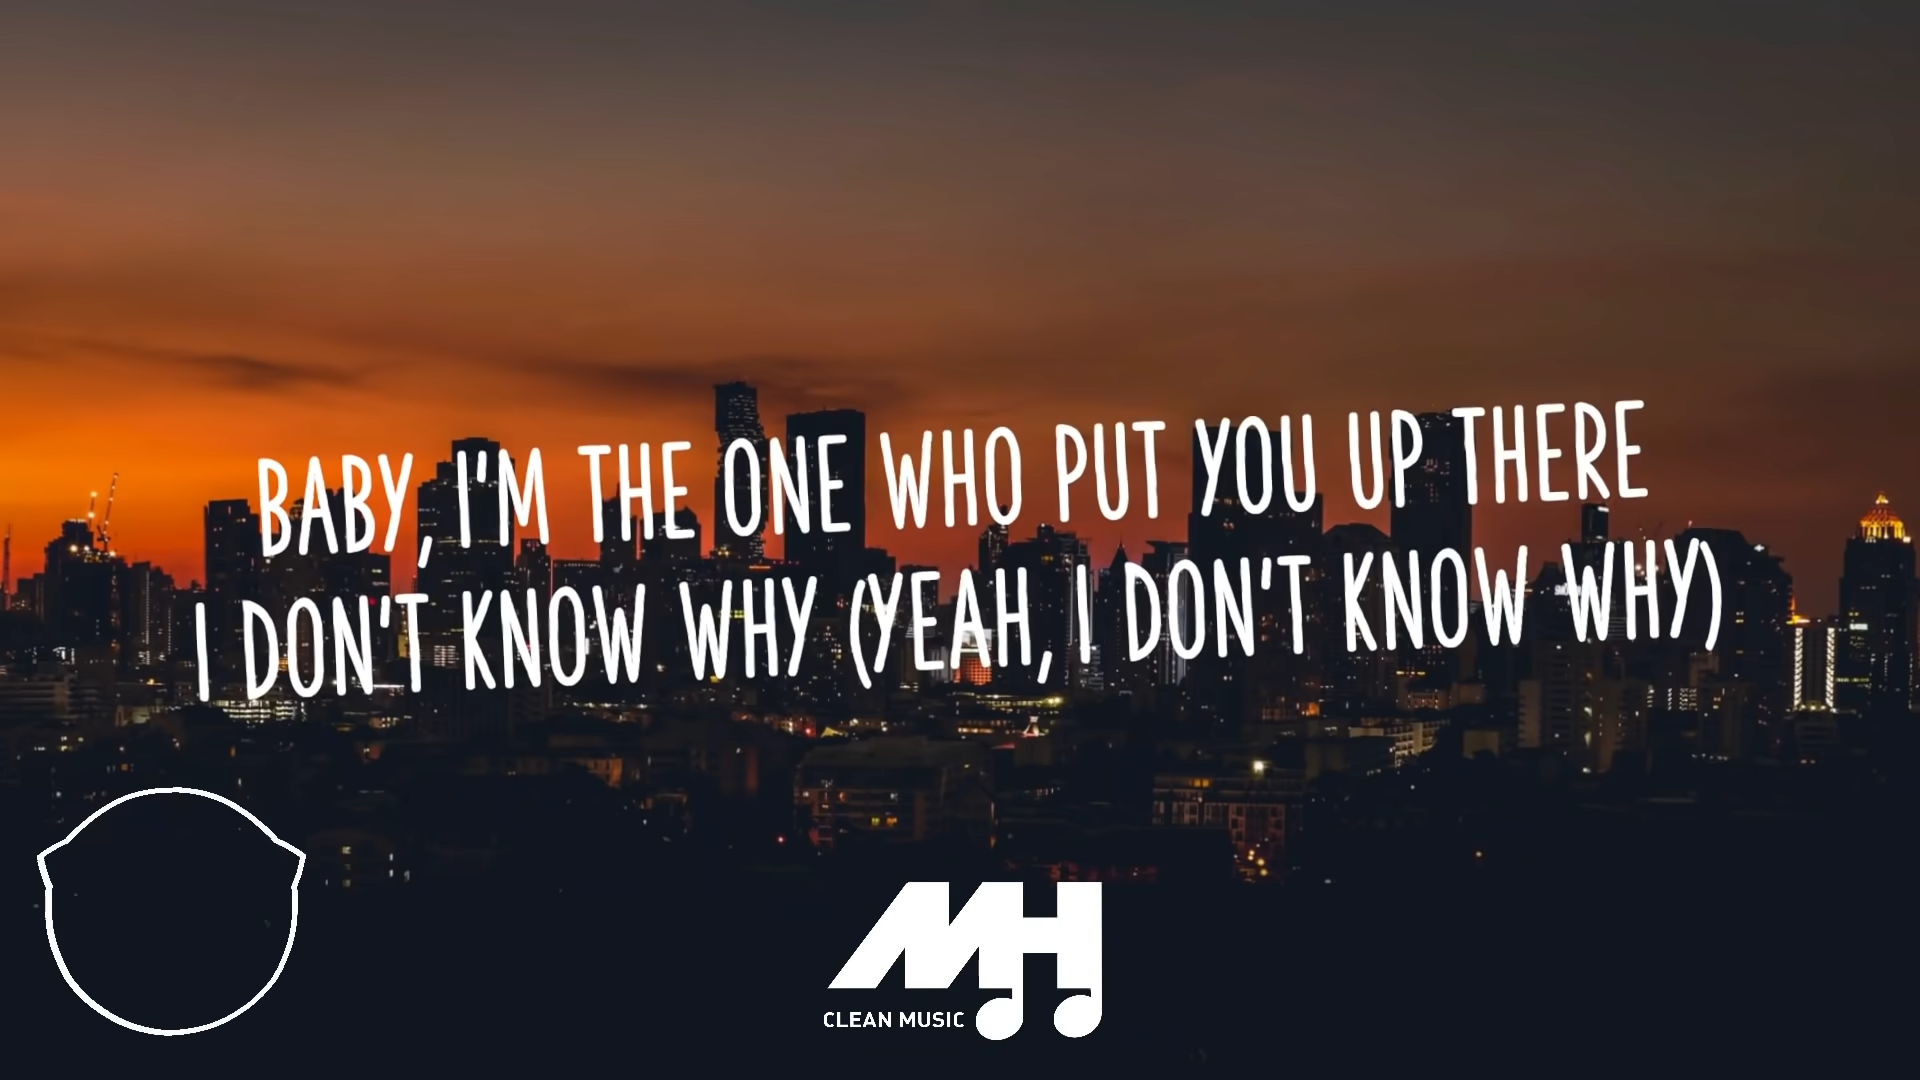 BABY, I'M THE ONE WHO PUT YOU UP THERE
I DON'T KNOW WHY (YEAH, I DON'T KNOW WHY)
MH
CLEAN MUSIC